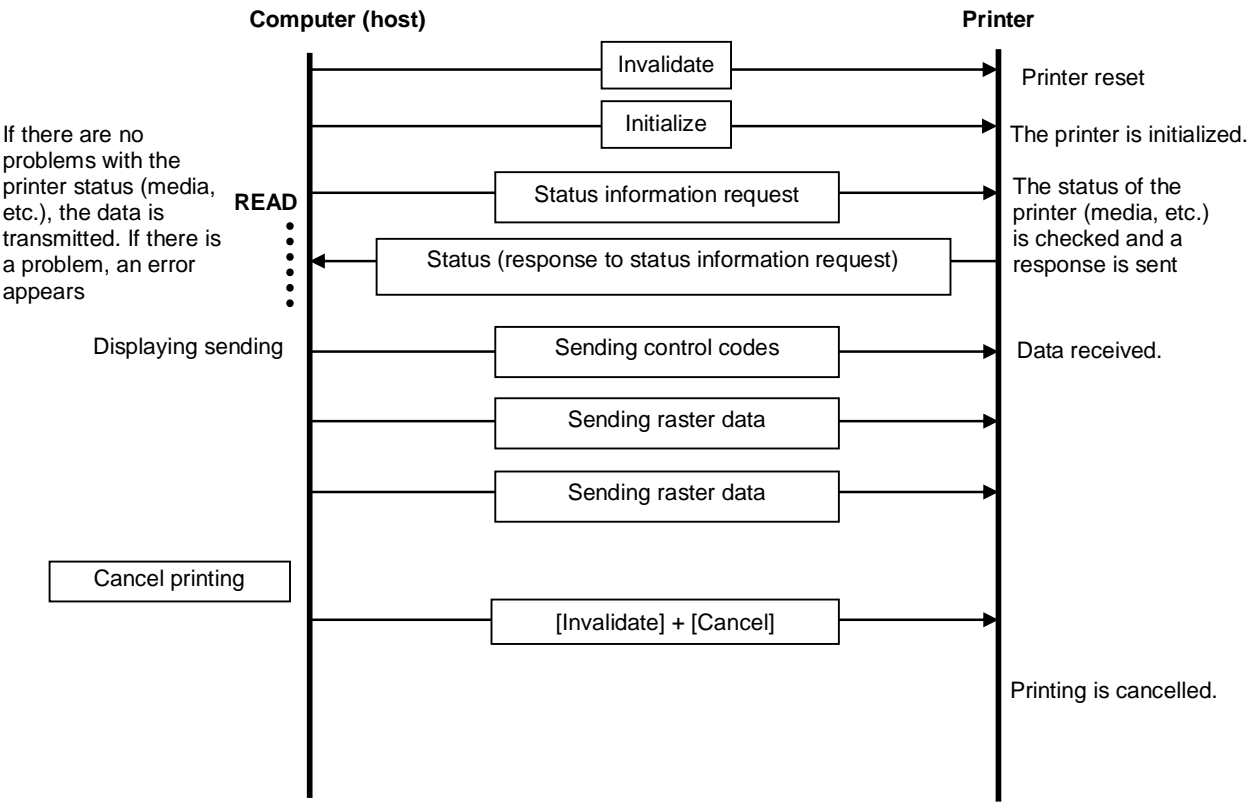 Computer (host)
Printer
Invalidate
Printer reset
Initialize
The printer is initialized.
If there are no
problems with the
printer status (media,
etc.), the data is
transmitted. If there is
a problem, an error
appears
READ
Status information request
The status of the
printer (media, etc.)
is checked and a
response is sent
Status (response to status information request)
Displaying sending
Sending control codes
Data received.
Sending raster data
Sending raster data
Cancel printing
[Invalidate] + [Cancel]
Printing is cancelled.